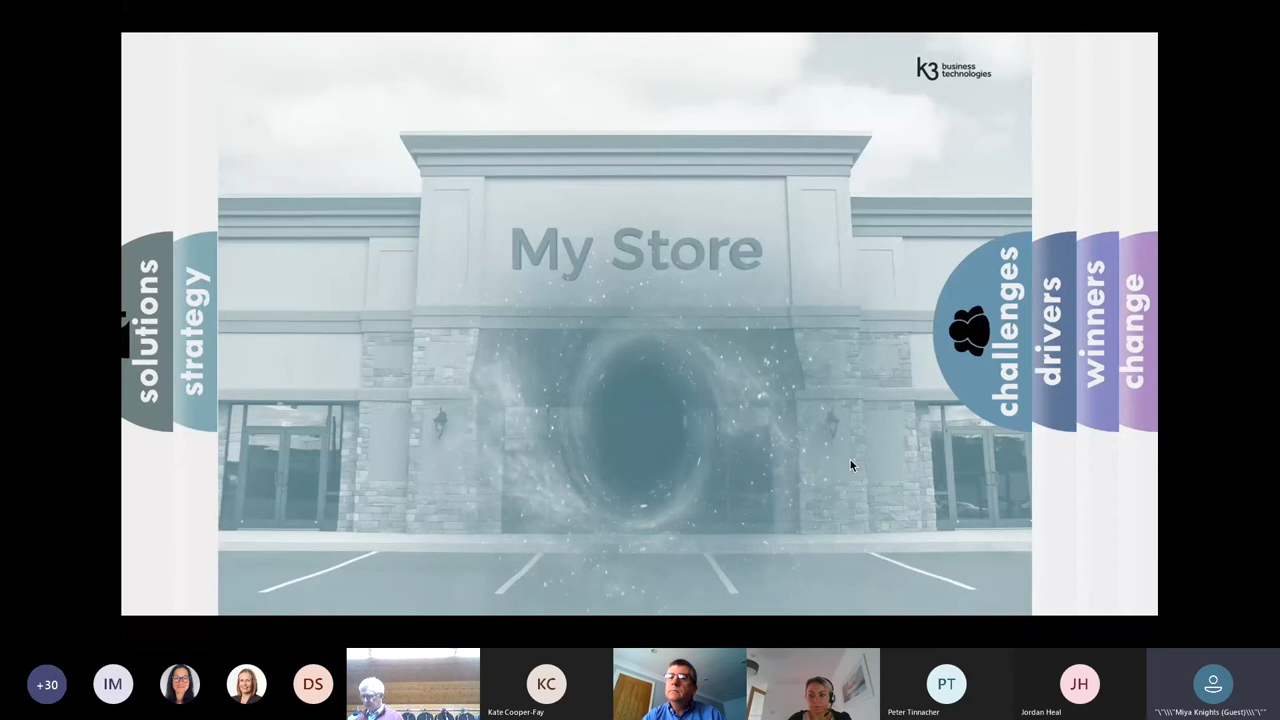 k3 business
technologies
My Store
solutions
strategy
challenges
drivers
winners
change
+30
IM
DS
KC
Kate Cooper-Fay
PT
Peter Tinnacher
JH
Jordan Heal
"\"\\\"Miya Knights (Guest)\\\"\""